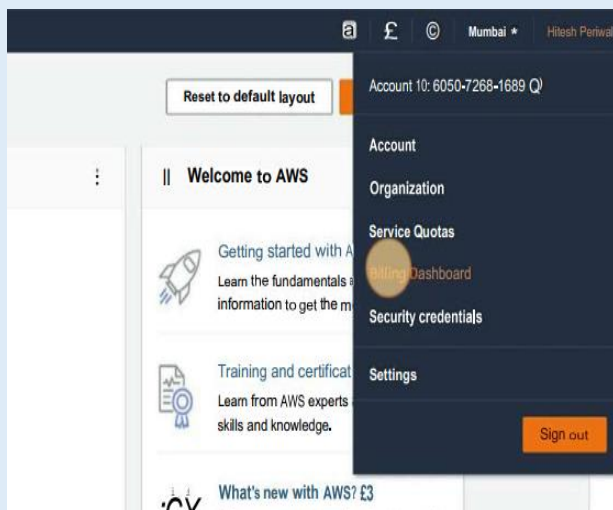 a £ © Mumbai * Hitesh Periwal
Reset to default layout
Account 10: 6050-7268-1689 Q)
Account
Organization
Service Quotas
Billing Dashboard
Security credentials
Settings
Sign out
|| Welcome to AWS
Getting started with A
Learn the fundamentals a
information to get the m
Training and certificat
Learn from AWS experts
skills and knowledge.
What's new with AWS? £3